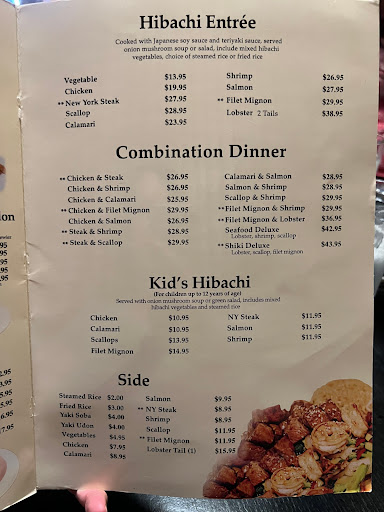 Hibachi Entrée
Cooked with Japanese soy sauce and teriyaki sauce, served
onion mushroom soup or salad, include mixed hibachi
vegetables, choice of steamed rice or fried rice
Vegetable $13.95
Chicken $19.95
**New York Steak $27.95
Scallop $28.95
Calamari $23.95
Shrimp $26.95
Salmon $27.95
** Filet Mignon $29.95
Lobster 2 Tails $38.95
Combination Dinner
** Chicken & Steak $26.95
Chicken & Shrimp $26.95
Chicken & Calamari $25.95
** Chicken & Filet Mignon $29.95
Chicken & Salmon $26.95
** Steak & Shrimp $28.95
** Steak & Scallop $29.95
Calamari & Salmon $28.95
Salmon & Shrimp $28.95
Scallop & Shrimp $29.95
**Filet Mignon & Shrimp $29.95
**Filet Mignon & Lobster $36.95
Seafood Deluxe $42.95
Lobster, shrimp, scallop
**Shiki Deluxe $43.95
Lobster, scallop, filet mignon
Kid's Hibachi
(For children up to 12 years of age)
Served with onion mushroom soup or green salad, includes mixed
hibachi vegetables and steamed rice
Chicken $10.95
Calamari $10.95
Scallops $13.95
Filet Mignon $14.95
NY Steak $11.95
Salmon $11.95
Shrimp $11.95
Side
Steamed Rice $2.00
Fried Rice $3.00
Yaki Soba $4.00
Yaki Udon $4.00
Vegetables $4.95
Chicken $7.95
Calamari $8.95
Salmon $9.95
** NY Steak $8.95
Shrimp $8.95
Scallop $11.95
** Filet Mignon $11.95
Lobster Tail (1) $15.95